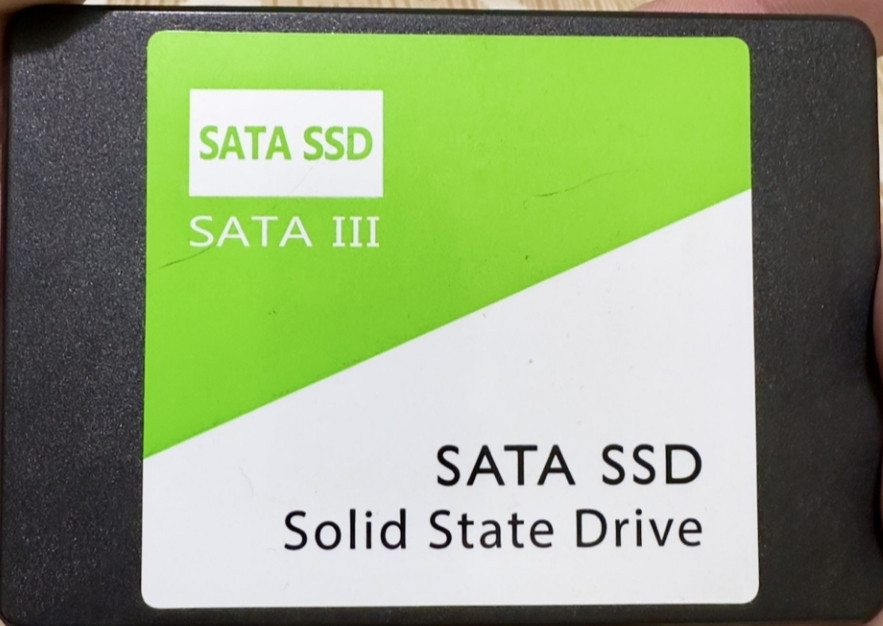 SATA SSD
SATA III
SATA SSD
Solid State Drive